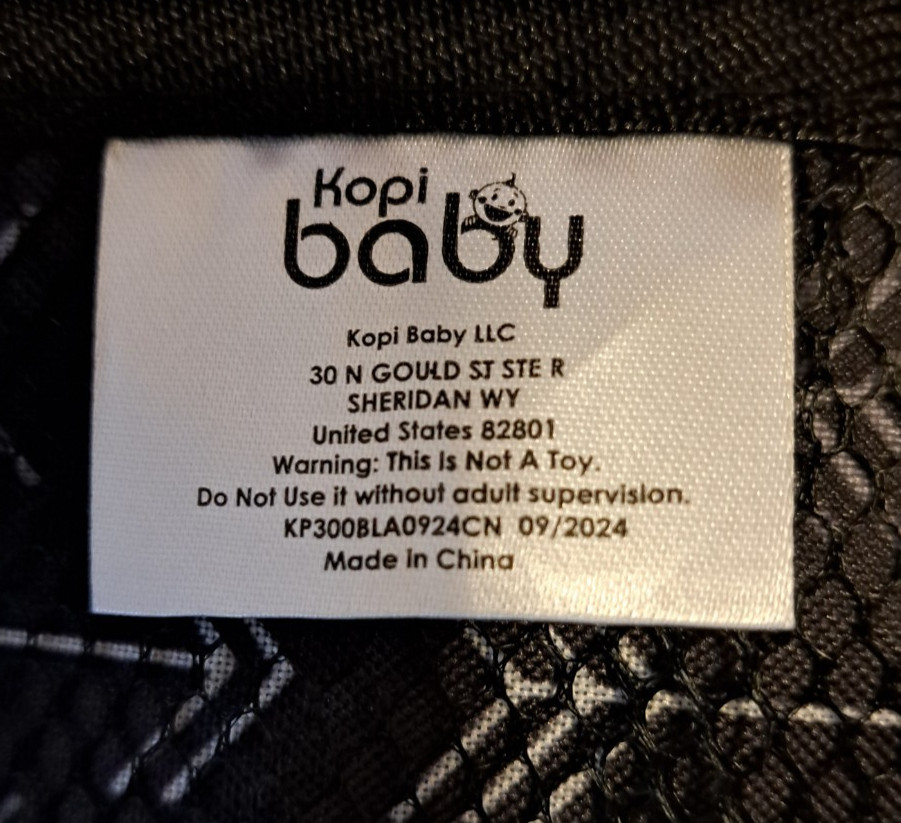 Kopi
baby
Kopi Baby LLC
30 N GOULD ST STE R
SHERIDAN WY
United States 82801
Warning: This Is Not A Toy.
Do Not Use it without adult supervision.
KP300BLA0924CN 09/2024
Made in China